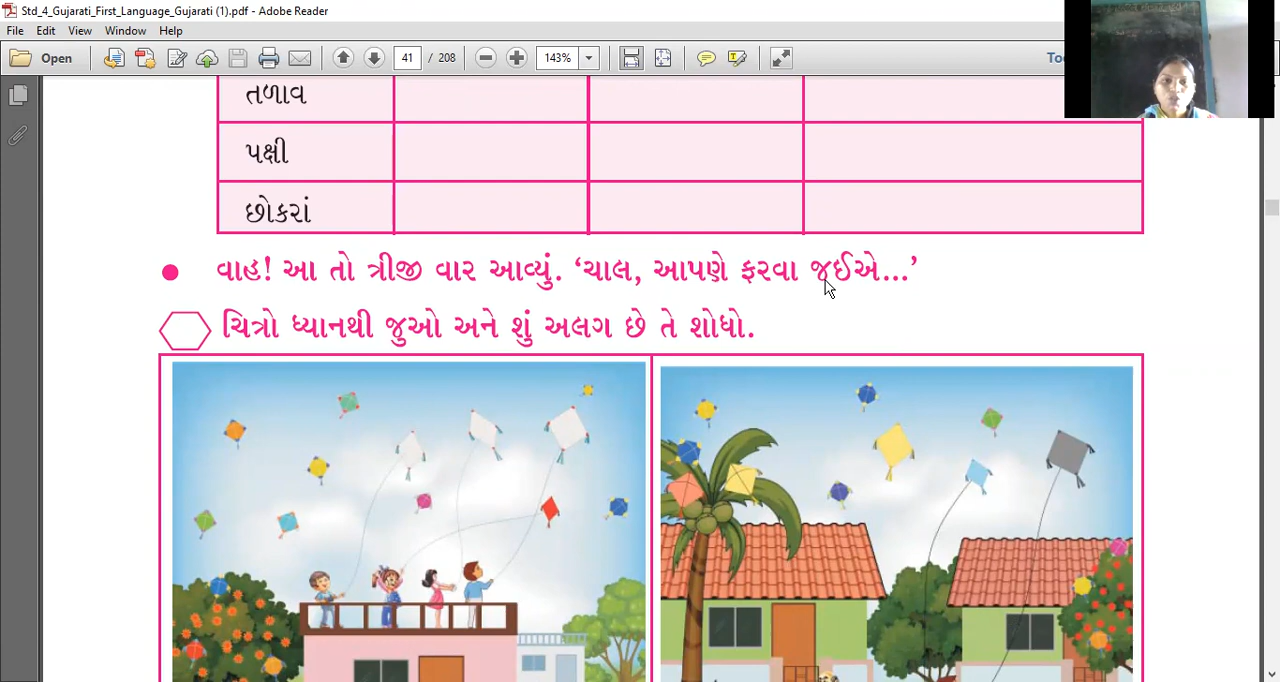 Std_4_Gujarati_First_Language_Gujarati (1).pdf - Adobe Reader
File Edit View Window Help
Open 41 / 208 143%
તળાવ
પક્ષી
છોકરાં
વાહ! આ તો ત્રીજી વાર આવ્યું. ‘ચાલ, આપણે ફરવા જઈએ...’
ચિત્રો ધ્યાનથી જુઓ અને શું અલગ છે તે શોધો.